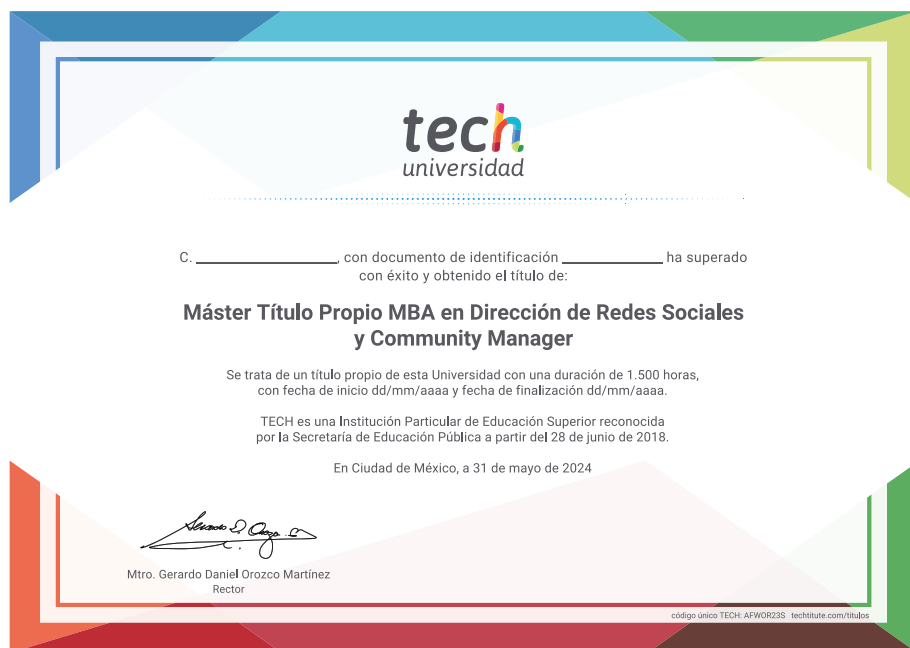 tech
universidad
C. ____________, con documento de identificación ____________ ha superado
con éxito y obtenido el título de:
Máster Título Propio MBA en Dirección de Redes Sociales
y Community Manager
Se trata de un título propio de esta Universidad con una duración de 1.500 horas,
con fecha de inicio dd/mm/aaaa y fecha de finalización dd/mm/aaaa.
TECH es una Institución Particular de Educación Superior reconocida
por la Secretaría de Educación Pública a partir del 28 de junio de 2018.
En Ciudad de México, a 31 de mayo de 2024
Mtro. Gerardo Daniel Orozco Martínez
Rector
código único TECH: AFWOR23S techtitute.com/titulos